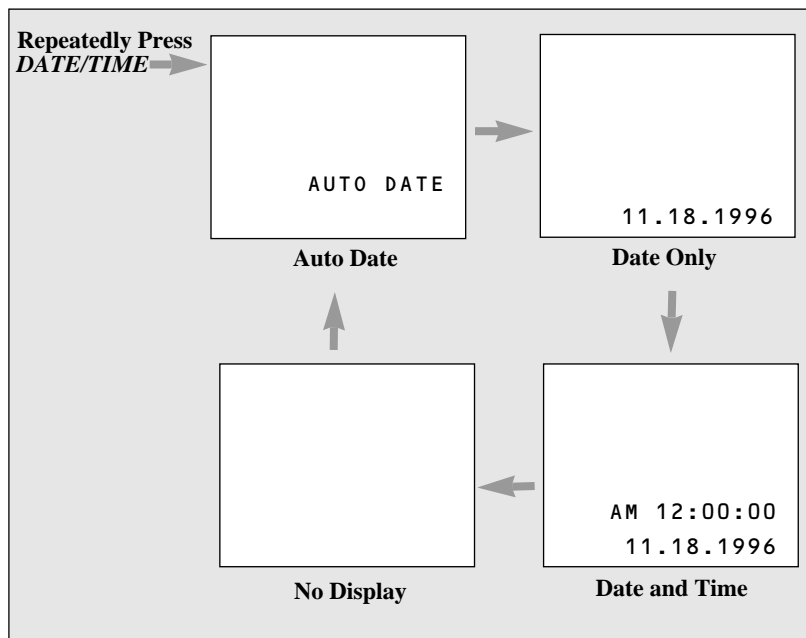 Repeatedly Press
DATE/TIME
AUTO DATE
Auto Date
11.18.1996
Date Only
No Display
AM 12:00:00
11.18.1996
Date and Time